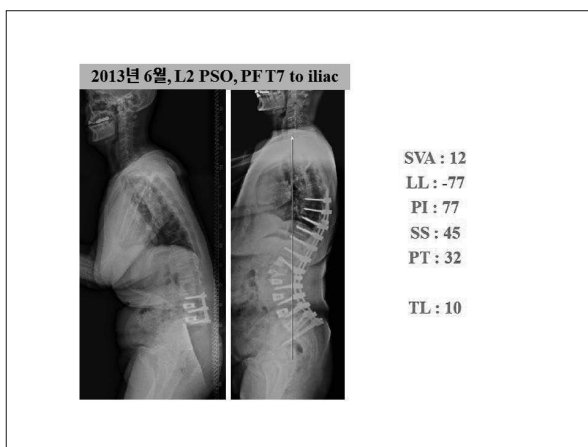 2013년 6월, L2 PSO, PF T7 to iliac
SVA : 12
LL : -77
PI : 77
SS : 45
PT : 32
TL : 10